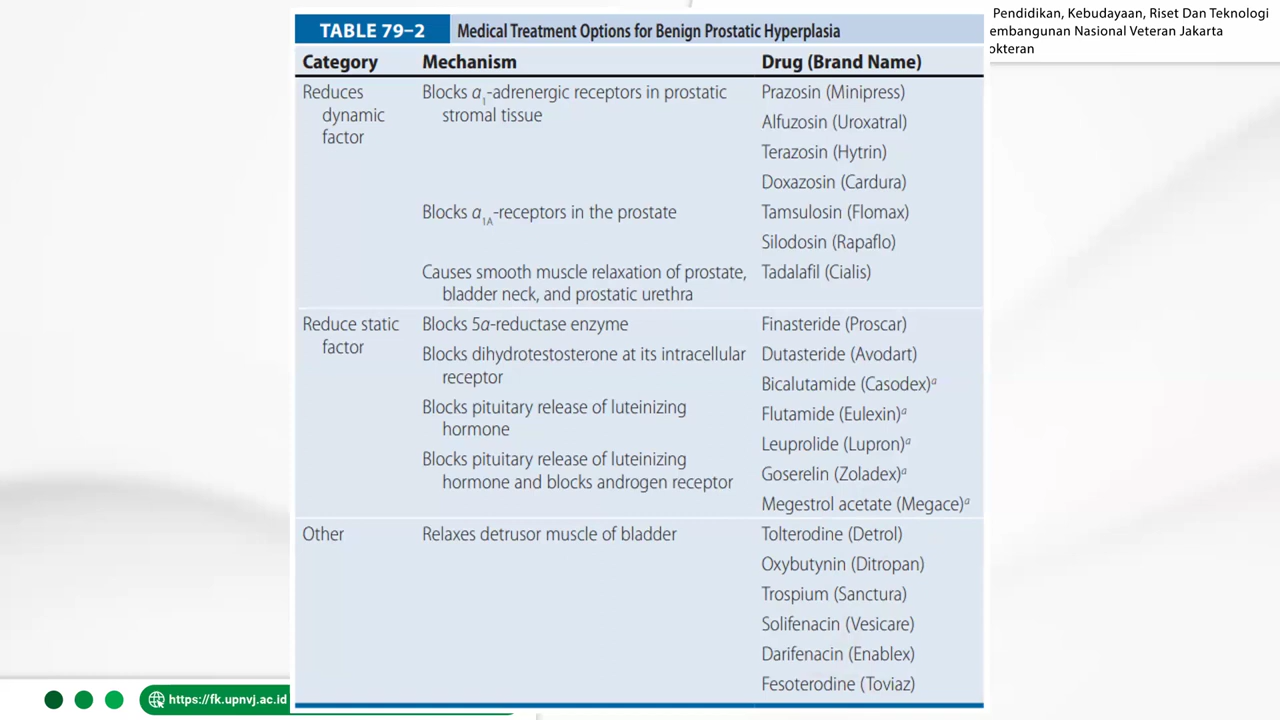 Pendidikan, Kebudayaan, Riset Dan Teknologi
embangunan Nasional Veteran Jakarta
okteran
TABLE 79–2 Medical Treatment Options for Benign Prostatic Hyperplasia
Category Mechanism Drug (Brand Name)
Reduces Blocks α1-adrenergic receptors in prostatic Prazosin (Minipress)
dynamic stromal tissue Alfuzosin (Uroxatral)
factor Terazosin (Hytrin)
Doxazosin (Cardura)
Blocks α1A-receptors in the prostate Tamsulosin (Flomax)
Silodosin (Rapaflo)
Causes smooth muscle relaxation of prostate, Tadalafil (Cialis)
bladder neck, and prostatic urethra
Reduce static Blocks 5α-reductase enzyme Finasteride (Proscar)
factor Blocks dihydrotestosterone at its intracellular Dutasteride (Avodart)
receptor Bicalutamide (Casodex)a
Blocks pituitary release of luteinizing Flutamide (Eulexin)a
hormone Leuprolide (Lupron)a
Blocks pituitary release of luteinizing Goserelin (Zoladex)a
hormone and blocks androgen receptor Megestrol acetate (Megace)a
Other Relaxes detrusor muscle of bladder Tolterodine (Detrol)
Oxybutynin (Ditropan)
Trospium (Sanctura)
Solifenacin (Vesicare)
Darifenacin (Enablex)
Fesoterodine (Toviaz)
https://fk.upnvj.ac.id